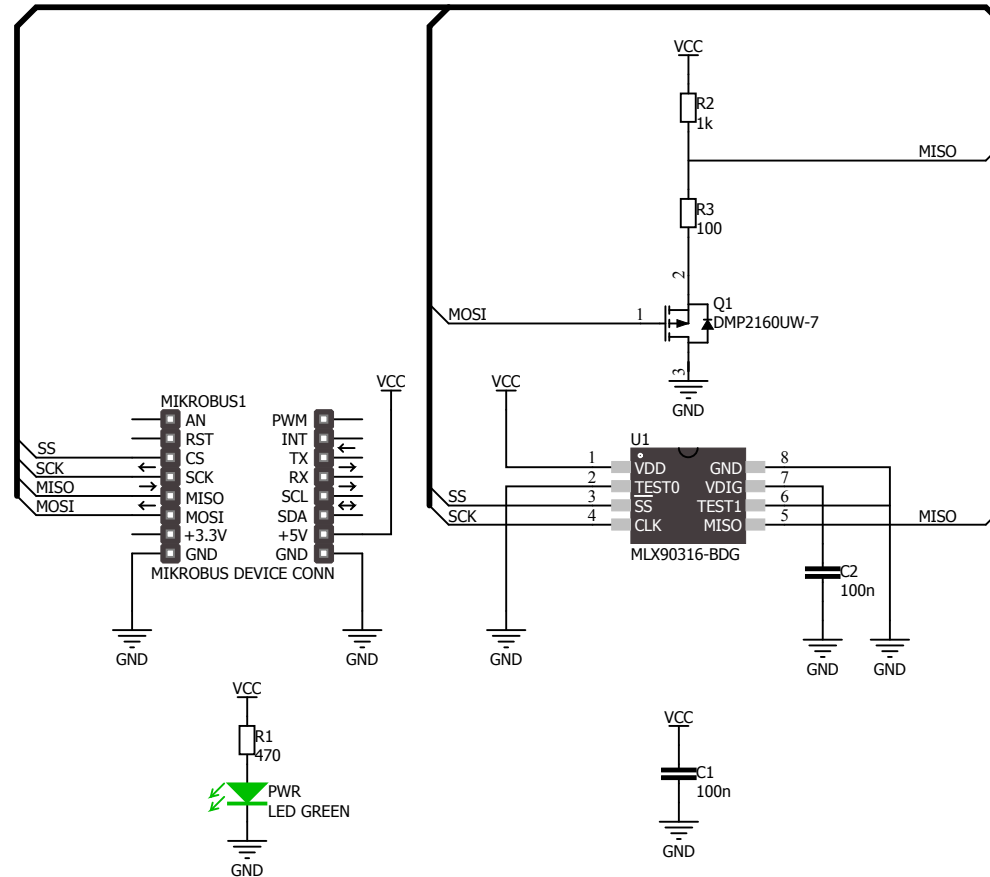 VCC
R2
1k
MISO
R3
100
2
MOSI
1
Q1
DMP2160UW-7
3
GND
MIKROBUS1
VCC
AN
PWM
RST
INT
SS
CS
TX
SCK
SCK
RX
MISO
MISO
SCL
MOSI
MOSI
SDA
+3.3V
+5V
GND
GND
MIKROBUS DEVICE CONN
GND
GND
VCC
U1
1
VDD
GND
8
2
TEST0
VDIG
7
SS
3
SS
TEST1
6
SCK
4
CLK
MISO
5
MISO
MLX90316-BDG
C2
100n
GND
GND
GND
VCC
R1
470
PWR
LED GREEN
GND
VCC
C1
100n
GND